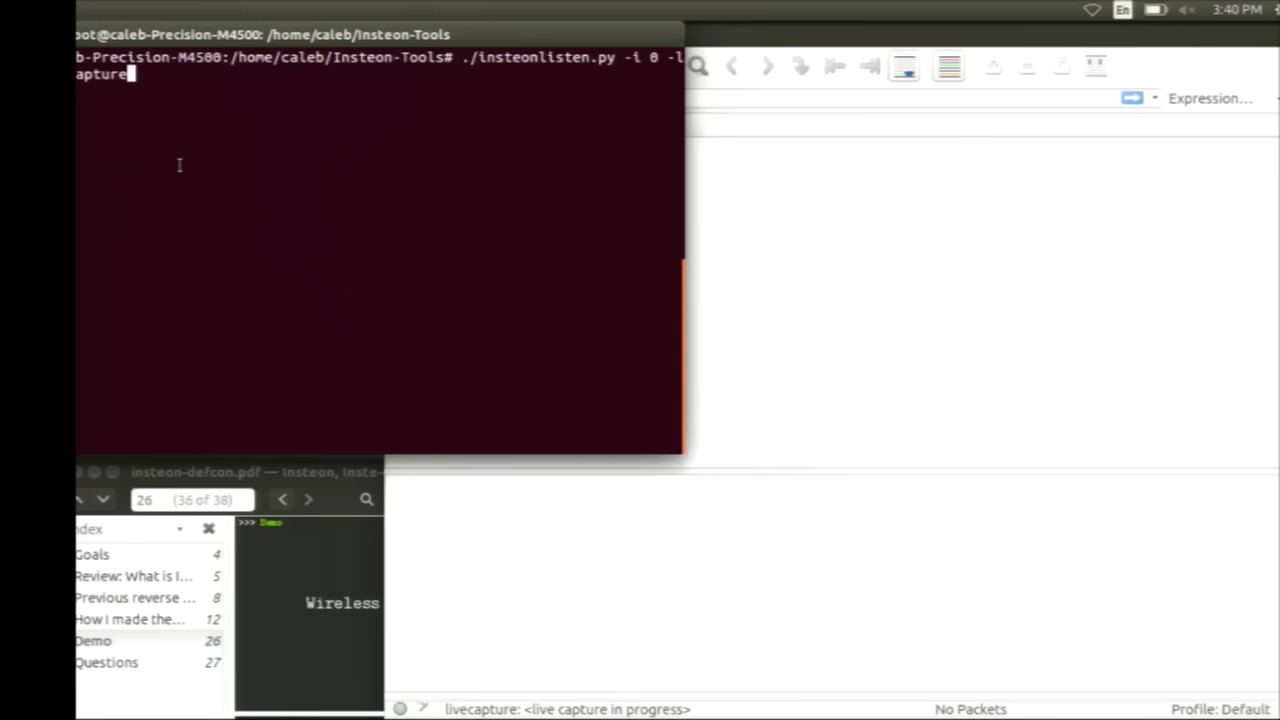 En
3:40 PM
oot@caleb-Precision-M4500: /home/caleb/Insteon-Tools
b-Precision-M4500:/home/caleb/Insteon-Tools# ./insteonlisten.py -i 0 -l
apture
Expression...
insteon-defcon.pdf — Insteon, Inste-
26 (36 of 38)
ndex
>>> Demo
Goals 4
Review: What is I... 5
Previous reverse ... 8
Wireless
How I made the... 12
Demo 26
Questions 27
livecapture: <live capture in progress>
No Packets
Profile: Default